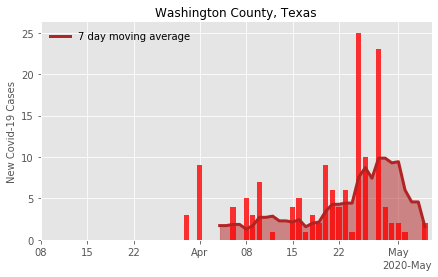 Washington County, Texas
7 day moving average
New Covid-19 Cases
25
20
15
10
5
0
08 15 22 Apr 08 15 22 May
2020-May